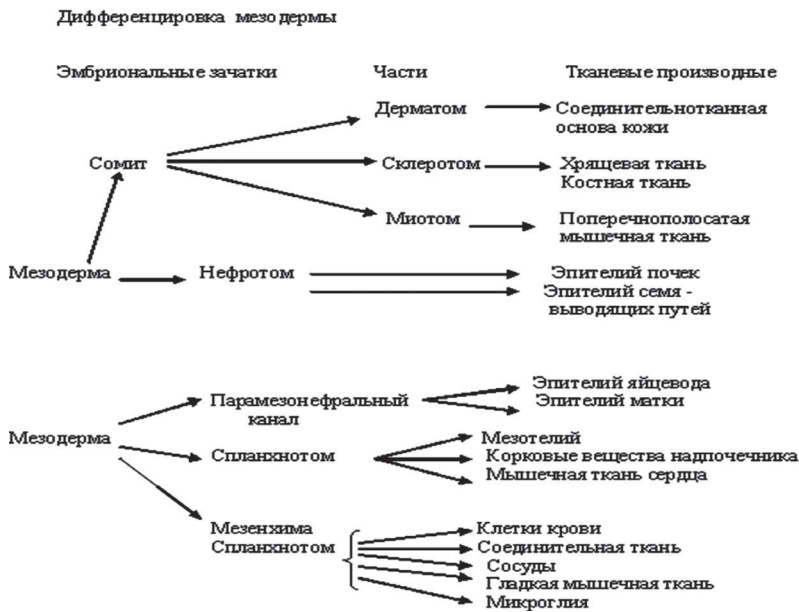 Дифференцировка мезодермы
Эмбриональные зачатки Части Тканевые производные
Дерматом Соединительнотканная
основа кожи
Сомит Склеротом Хрящевая ткань
Костная ткань
Миотом Поперечнополосатая
мышечная ткань
Мезодерма Нефротом Эпителий почек
Эпителий семя -
выводящих путей
Парамезонефральный Эпителий яйцевода
канал Эпителий матки
Мезодерма Мезотелий
Спланхнотом Корковые вещества надпочечника
Мышечная ткань сердца
Мезенхима Клетки крови
Спланхнотом Соединительная ткань
Сосуды
Гладкая мышечная ткань
Микроглия